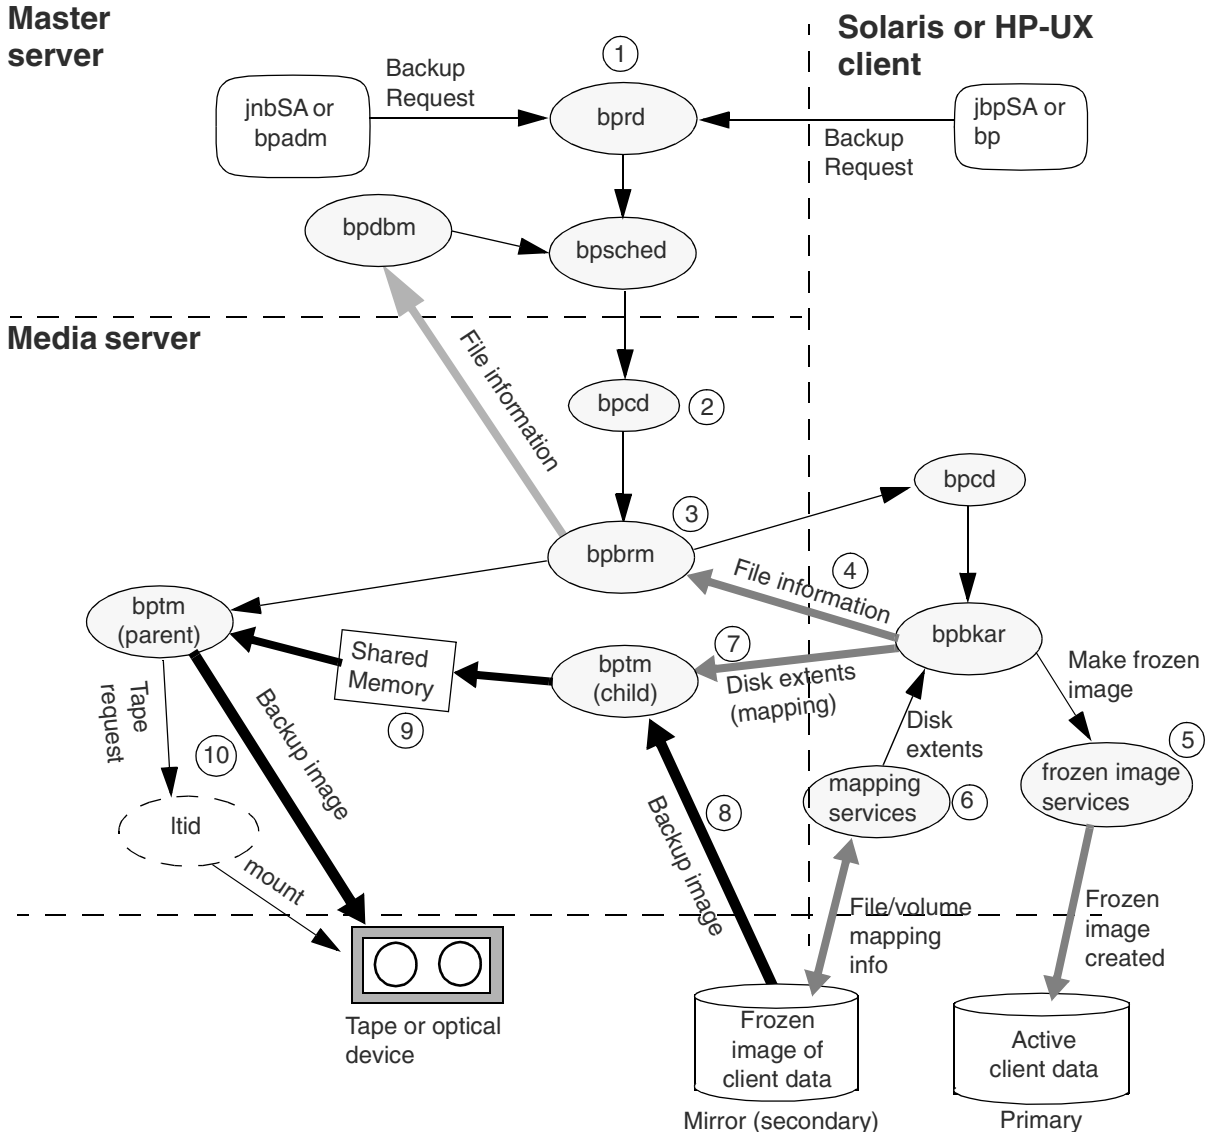 Master
server
Solaris or HP-UX
client
1
Backup
Request
jnbSA or
bpadm
bprd
jbpSA or
bp
Backup
Request
bpdbm
bpsched
Media server
File information
bpcd
2
bpcd
3
bpbrm
4
File information
bptm
(parent)
Shared
Memory
9
bptm
(child)
7
Disk extents
(mapping)
bpbkar
Make frozen
image
Tape
request
10
Backup image
Disk
extents
5
frozen image
services
mapping
services
6
ltid
mount
8
Backup image
File/volume
mapping
info
Frozen
image
created
Tape or optical
device
Frozen
image of
client data
Mirror (secondary)
Active
client data
Primary